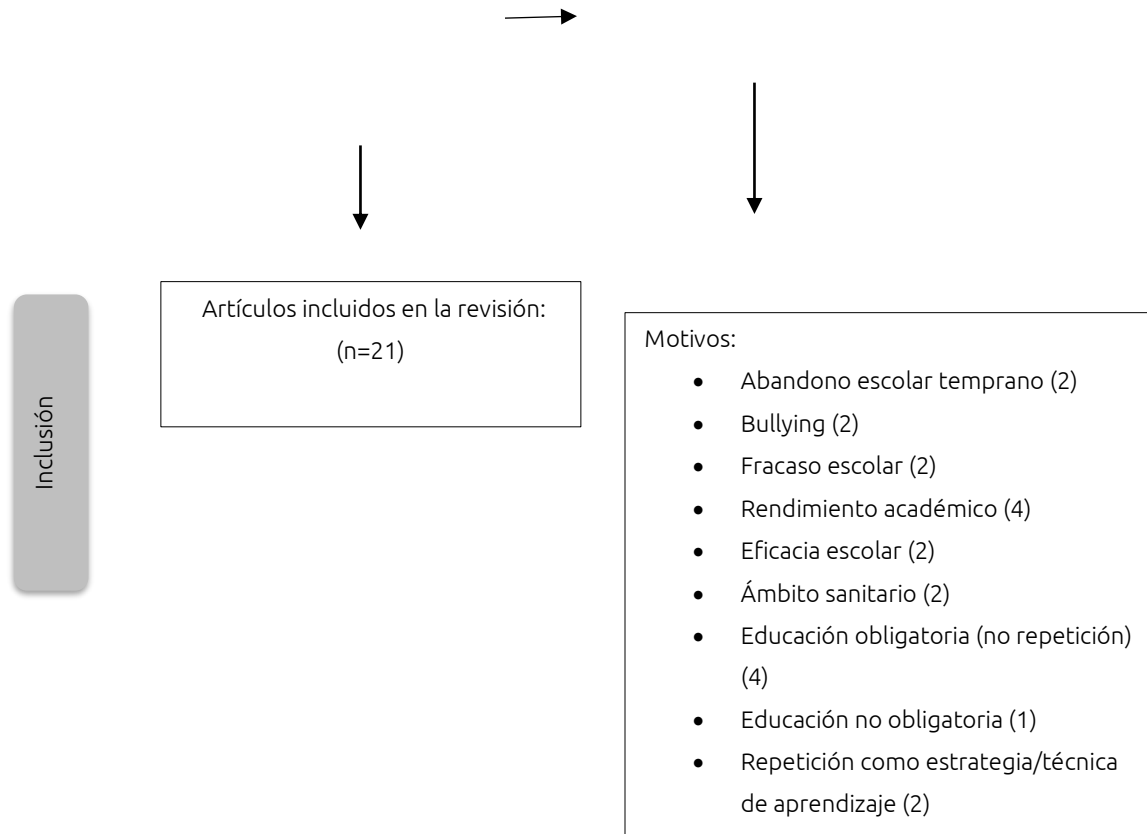 Inclusión
Artículos incluidos en la revisión:
(n=21)
Motivos:
• Abandono escolar temprano (2)
• Bullying (2)
• Fracaso escolar (2)
• Rendimiento académico (4)
• Eficacia escolar (2)
• Ámbito sanitario (2)
• Educación obligatoria (no repetición)
(4)
• Educación no obligatoria (1)
• Repetición como estrategia/técnica
de aprendizaje (2)